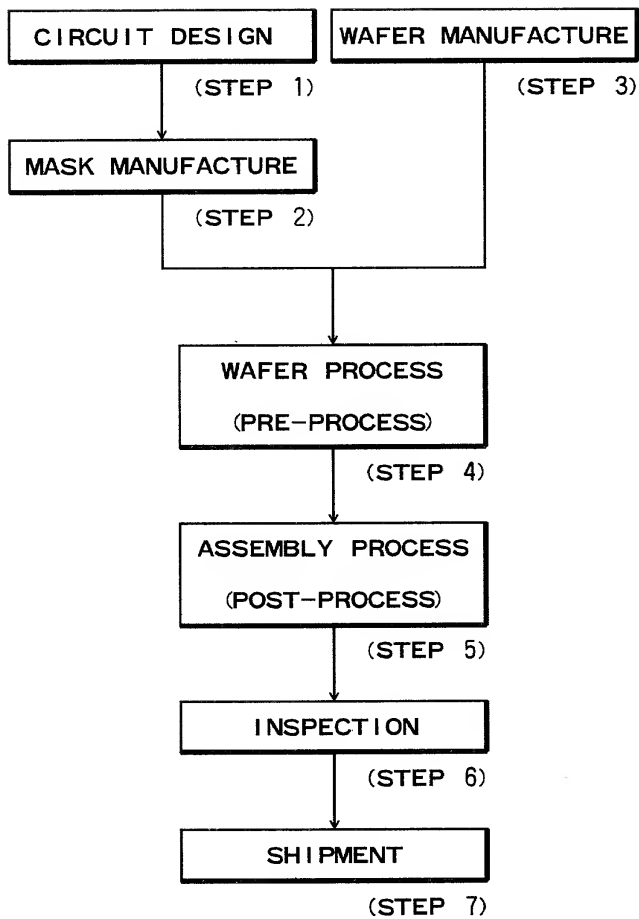 CIRCUIT DESIGN
(STEP 1)
WAFER MANUFACTURE
(STEP 3)
MASK MANUFACTURE
(STEP 2)
WAFER PROCESS
(PRE-PROCESS)
(STEP 4)
ASSEMBLY PROCESS
(POST-PROCESS)
(STEP 5)
INSPECTION
(STEP 6)
SHIPMENT
(STEP 7)